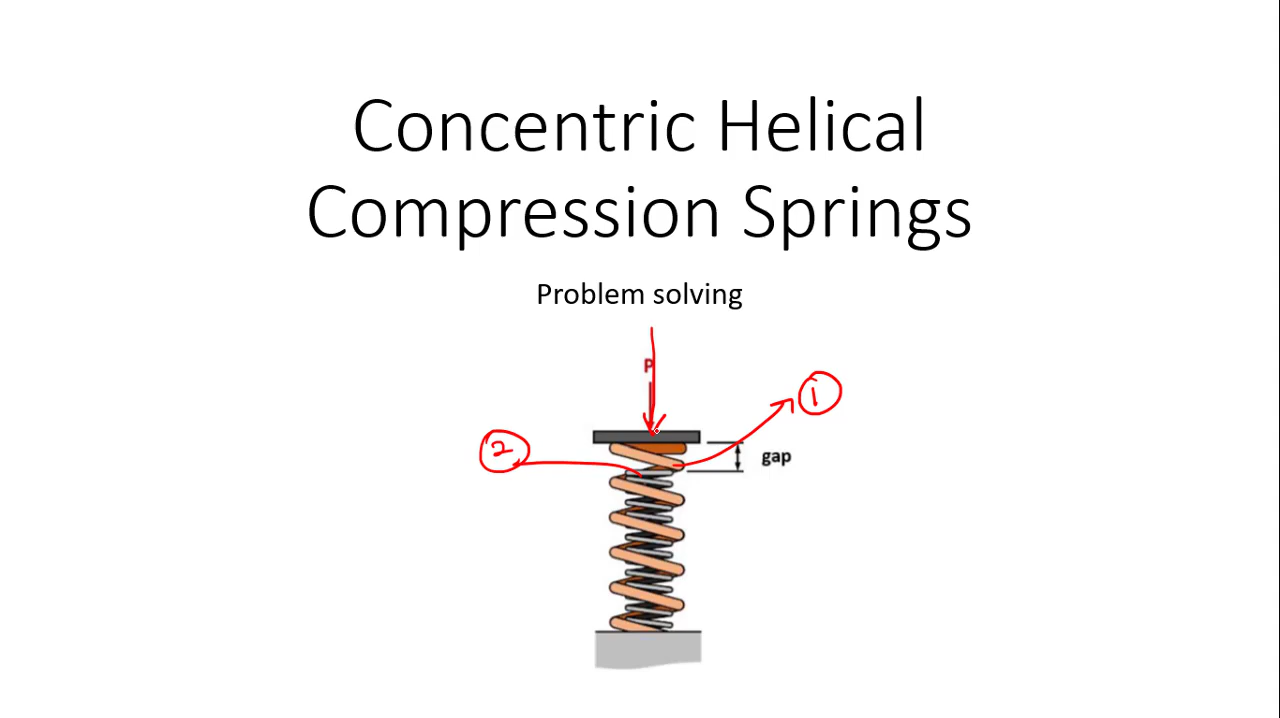 Concentric Helical
Compression Springs
Problem solving
P
1
2
gap